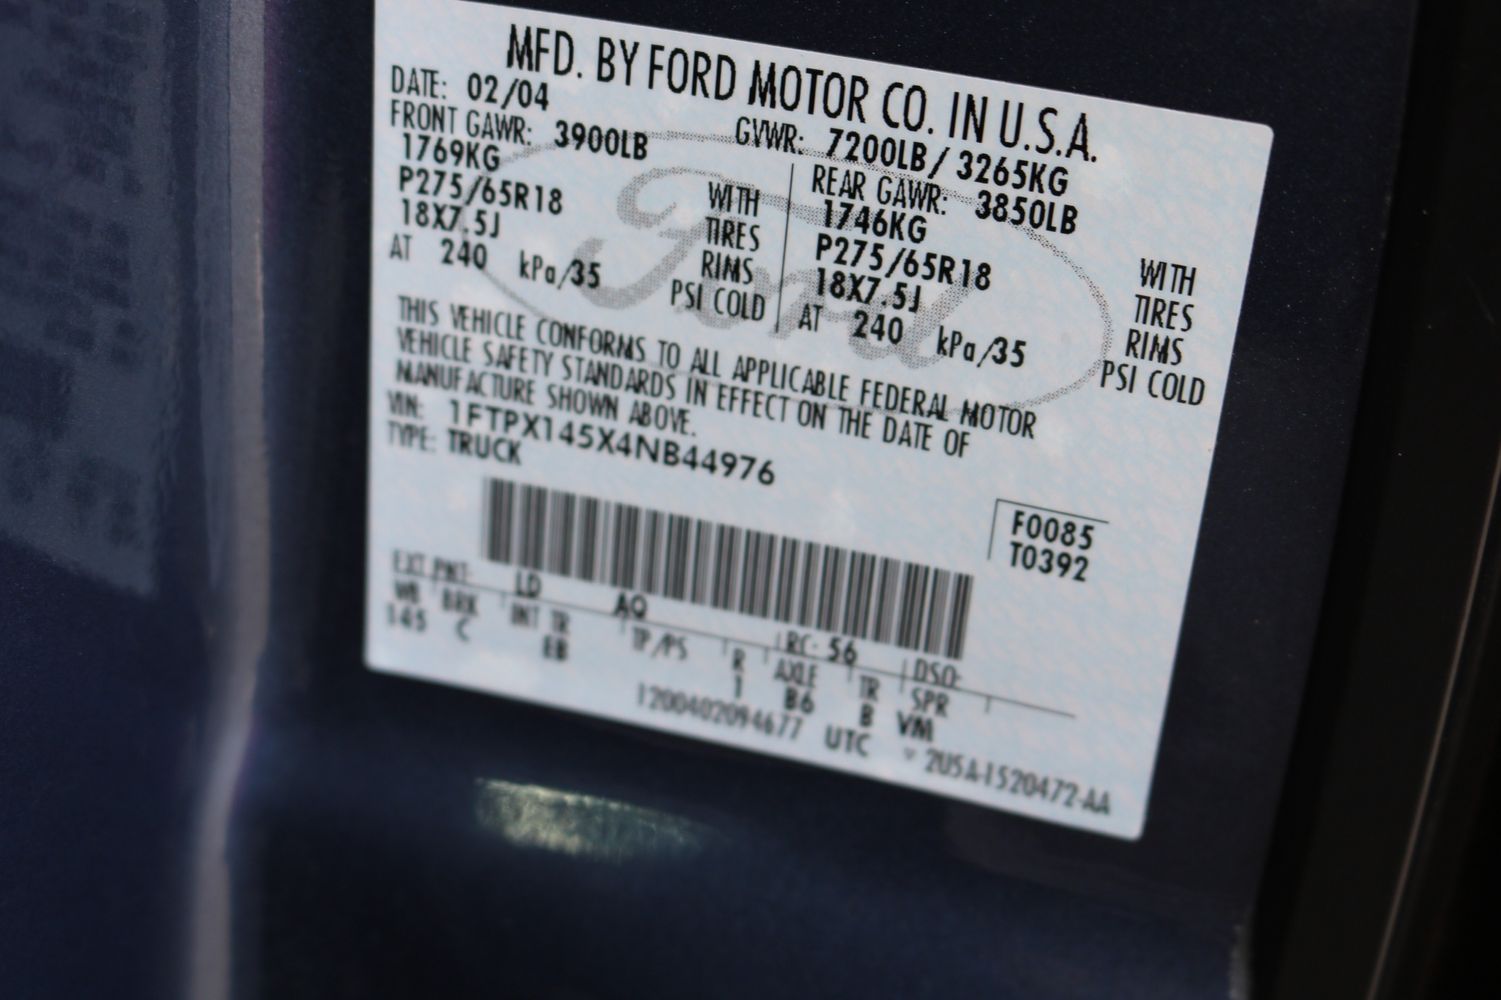 MFD. BY FORD MOTOR CO. IN U.S.A.
DATE: 02/04 GVWR: 7200LB/ 3265KG
FRONT GAWR: 3900LB REAR GAWR: 3850LB
1769KG WITH 1746KG WITH
P275/65R18 TIRES P275/65R18 TIRES
18X7.5J RIMS 18X7.5J RIMS
AT 240 kPa/35 PSI COLD AT 240 kPa/35 PSI COLD
Ford
THIS VEHICLE CONFORMS TO ALL APPLICABLE FEDERAL MOTOR
VEHICLE SAFETY STANDARDS IN EFFECT ON THE DATE OF
MANUFACTURE SHOWN ABOVE.
VIN: 1FTPX145X4NB44976
TYPE: TRUCK
F0085
T0392
EXT PNT: LD AQ RC: 56 DSO:
WB BRK INT TR TP/PS R AXLE TR SPR
145 C EB 1 B6 B VM
1200402094677 UTC 2U5A-1520472-AA